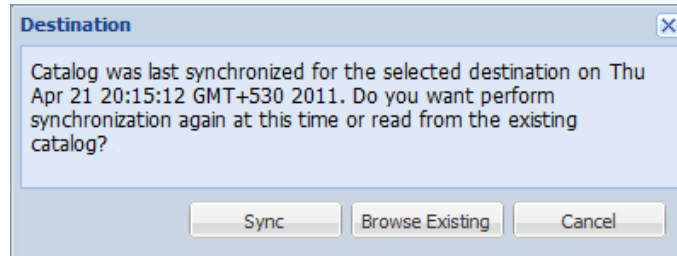 Destination
Catalog was last synchronized for the selected destination on Thu
Apr 21 20:15:12 GMT+530 2011. Do you want perform
synchronization again at this time or read from the existing
catalog?
Sync Browse Existing Cancel